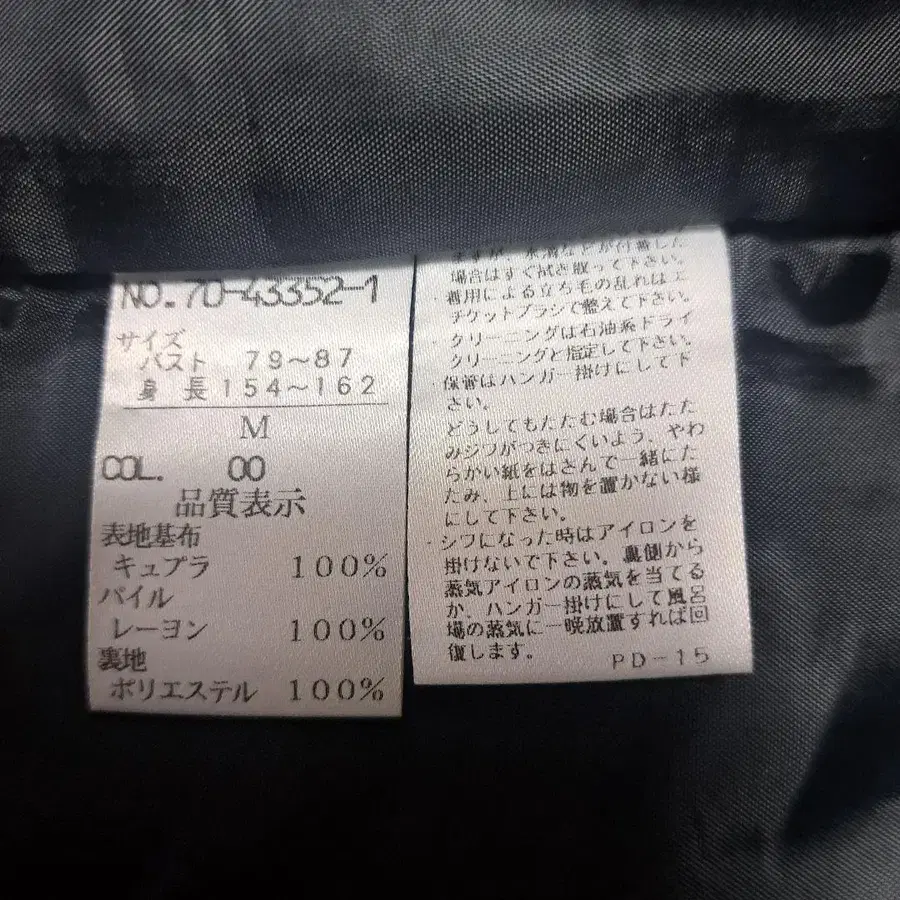 NO.70-43352-1
サイズ
バスト 79~87
身長 154~162
M
COL. 00
品質表示
表地基布
キュプラ 100%
パイル
レーヨン 100%
裏地
ポリエステル 100%
ますが、水滴などが付着した
場合はすぐ拭き取って下さい。
・着用による立ち毛の乱れはエ
チケットブラシで整えて下さい。
・クリーニングは石油系ドライ
クリーニングと指定して下さい。
・保管はハンガー掛けにして下
さい。
どうしてもたたむ場合はたた
みジワがつきにくいよう、やわ
らかい紙をはさんで一緒にた
たみ、上には物を置かない様
にして下さい。
・シワになった時はアイロンを
掛けないで下さい。裏側から
蒸気アイロンの蒸気を当てる
か、ハンガー掛けにして風呂
場の蒸気に一晩放置すれば回
復します。
PD-15